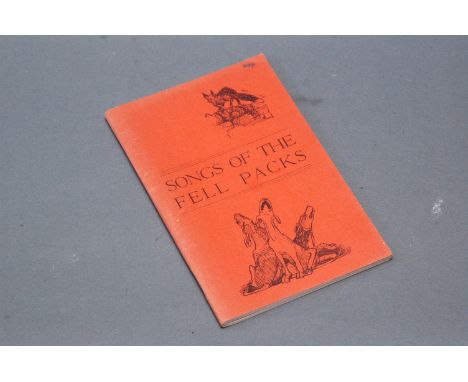 SONGS OF THE
FELL PACKS